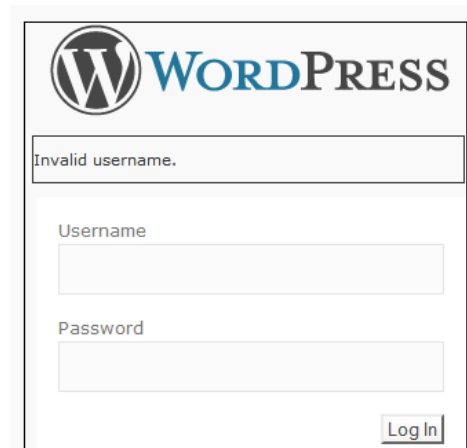 WORDPRESS
Invalid username.
Username
Password
Log In